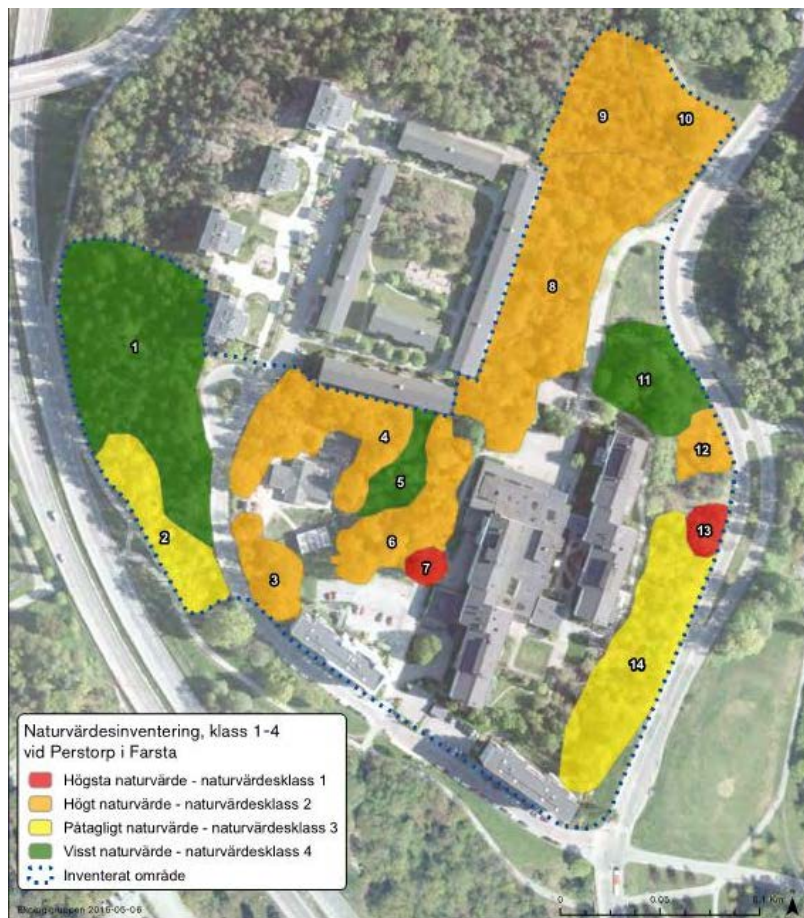 9
10
8
1
11
4
12
5
13
6
2
7
3
14
Naturvärdesinventering, klass 1-4
vid Perstorp i Farsta
Högsta naturvärde - naturvärdesklass 1
Högt naturvärde - naturvärdesklass 2
Påtagligt naturvärde - naturvärdesklass 3
Visst naturvärde - naturvärdesklass 4
Inventerat område
0 0,05 0,1 Km